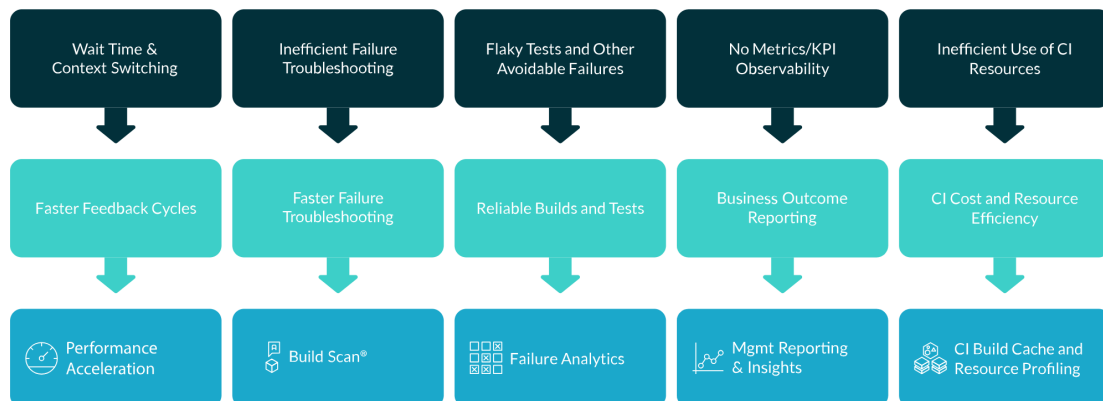 Wait Time &
Context Switching
Inefficient Failure
Troubleshooting
Flaky Tests and Other
Avoidable Failures
No Metrics/KPI
Observability
Inefficient Use of CI
Resources
Faster Feedback Cycles
Faster Failure
Troubleshooting
Reliable Builds and Tests
Business Outcome
Reporting
CI Cost and Resource
Efficiency
Performance
Acceleration
Build Scan®
Failure Analytics
Mgmt Reporting
& Insights
CI Build Cache and
Resource Profiling